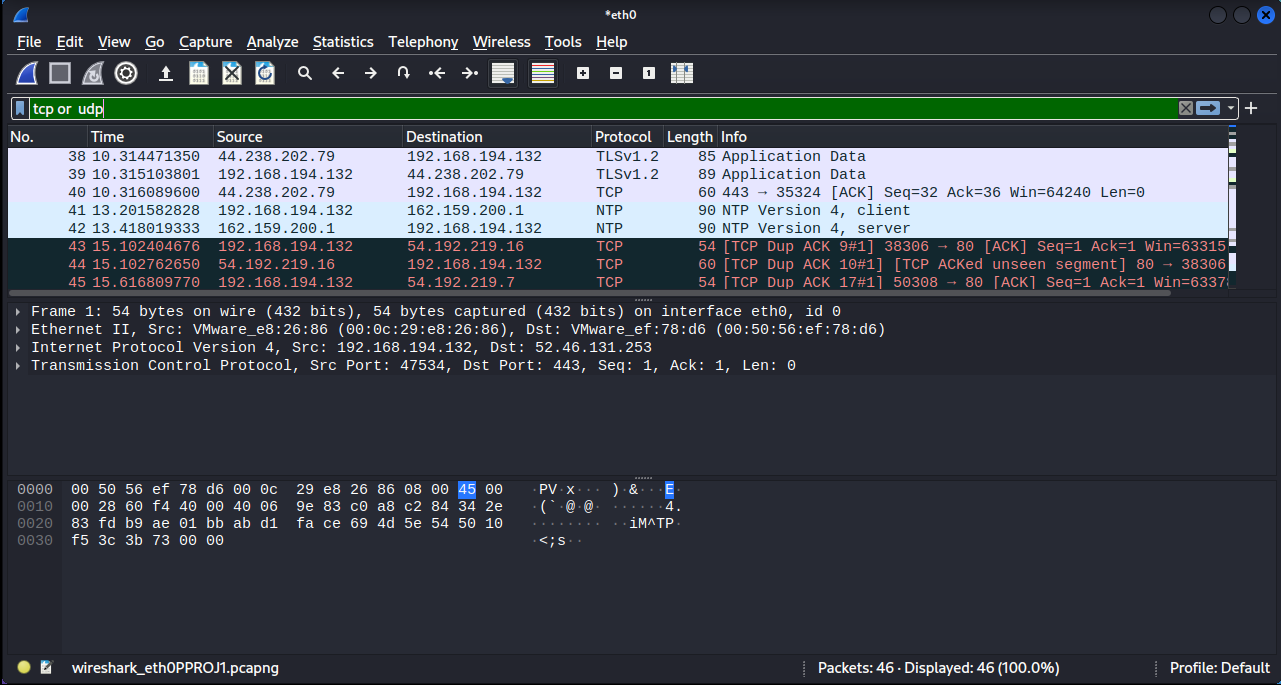 *eth0
File Edit View Go Capture Analyze Statistics Telephony Wireless Tools Help
tcp or udp
No. Time Source Destination Protocol Length Info
38 10.314471350 44.238.202.79 192.168.194.132 TLSv1.2 85 Application Data
39 10.315103801 192.168.194.132 44.238.202.79 TLSv1.2 89 Application Data
40 10.316089600 44.238.202.79 192.168.194.132 TCP 60 443 → 35324 [ACK] Seq=32 Ack=36 Win=64240 Len=0
41 13.201582828 192.168.194.132 162.159.200.1 NTP 90 NTP Version 4, client
42 13.418019333 162.159.200.1 192.168.194.132 NTP 90 NTP Version 4, server
43 15.102404676 192.168.194.132 54.192.219.16 TCP 54 [TCP Dup ACK 9#1] 38306 → 80 [ACK] Seq=1 Ack=1 Win=63315
44 15.102762650 54.192.219.16 192.168.194.132 TCP 60 [TCP Dup ACK 10#1] [TCP ACKed unseen segment] 80 → 38306
45 15.616809770 192.168.194.132 54.192.219.7 TCP 54 [TCP Dup ACK 17#1] 50308 → 80 [ACK] Seq=1 Ack=1 Win=6337
Frame 1: 54 bytes on wire (432 bits), 54 bytes captured (432 bits) on interface eth0, id 0
Ethernet II, Src: VMware_e8:26:86 (00:0c:29:e8:26:86), Dst: VMware_ef:78:d6 (00:50:56:ef:78:d6)
Internet Protocol Version 4, Src: 192.168.194.132, Dst: 52.46.131.253
Transmission Control Protocol, Src Port: 47534, Dst Port: 443, Seq: 1, Ack: 1, Len: 0
0000 00 50 56 ef 78 d6 00 0c 29 e8 26 86 08 00 45 00 ·PV·x··· )·&···E·
0010 00 28 60 f4 40 00 40 06 9e 83 c0 a8 c2 84 34 2e ·(`·@·@· ······4.
0020 83 fd b9 ae 01 bb ab d1 fa ce 69 4d 5e 54 50 10 ········ ··iM^TP·
0030 f5 3c 3b 73 00 00 ·<;s··
wireshark_eth0PPROJ1.pcapng Packets: 46 · Displayed: 46 (100.0%) Profile: Default